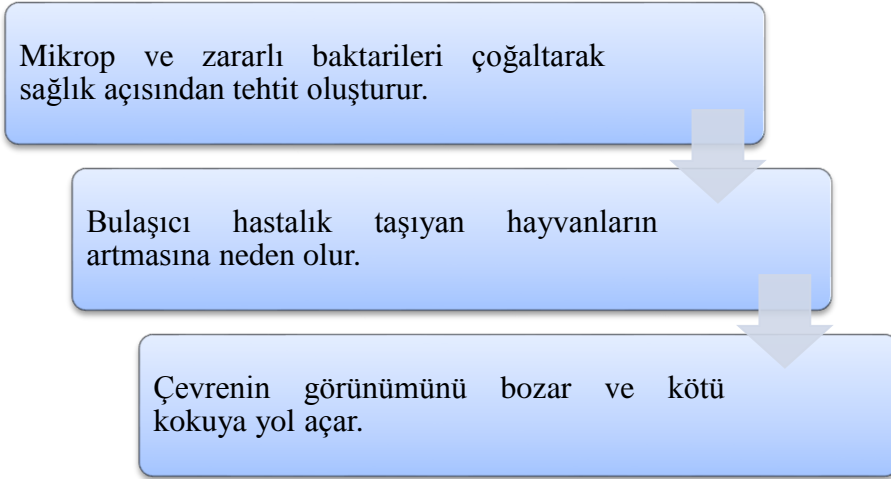 Mikrop ve zararlı baktarileri çoğaltarak
sağlık açısından tehtit oluşturur.
Bulaşıcı hastalık taşıyan hayvanların
artmasına neden olur.
Çevrenin görünümünü bozar ve kötü
kokuya yol açar.